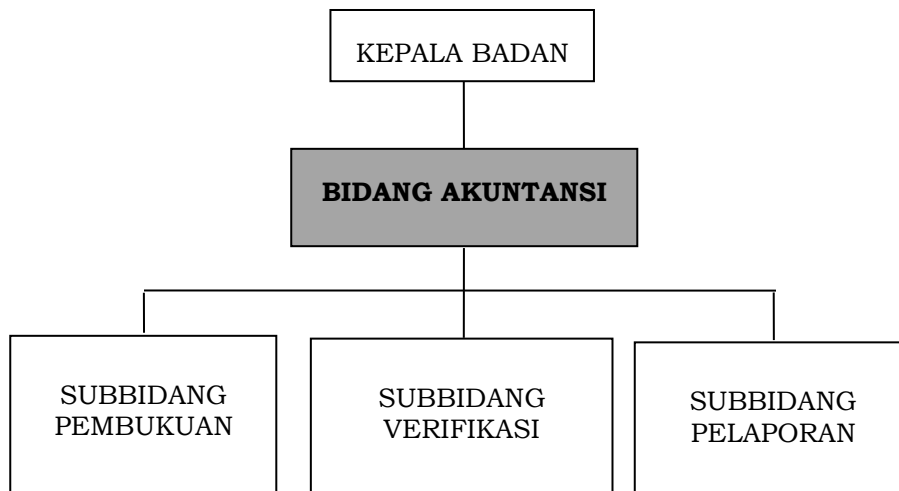 KEPALA BADAN
BIDANG AKUNTANSI
SUBBIDANG
PEMBUKUAN
SUBBIDANG
VERIFIKASI
SUBBIDANG
PELAPORAN